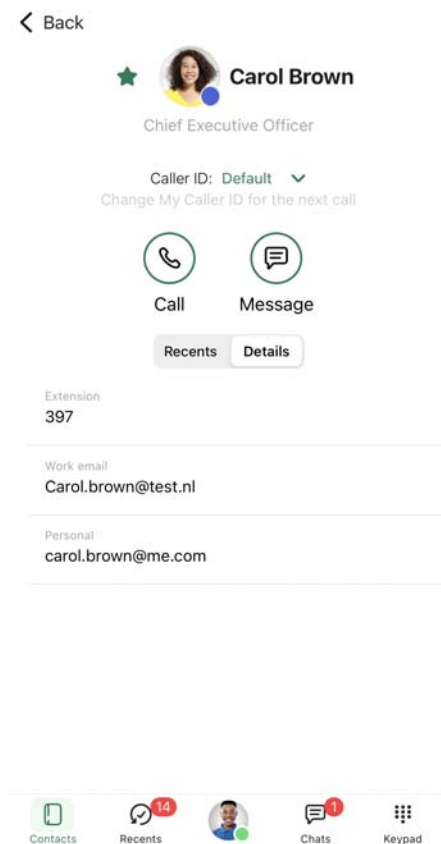 Back
Carol Brown
Chief Executive Officer
Caller ID: Default
Change My Caller ID for the next call
Call
Message
Recents
Details
Extension
397
Work email
Carol.brown@test.nl
Personal
carol.brown@me.com
14
1
Contacts
Recents
Chats
Keypad